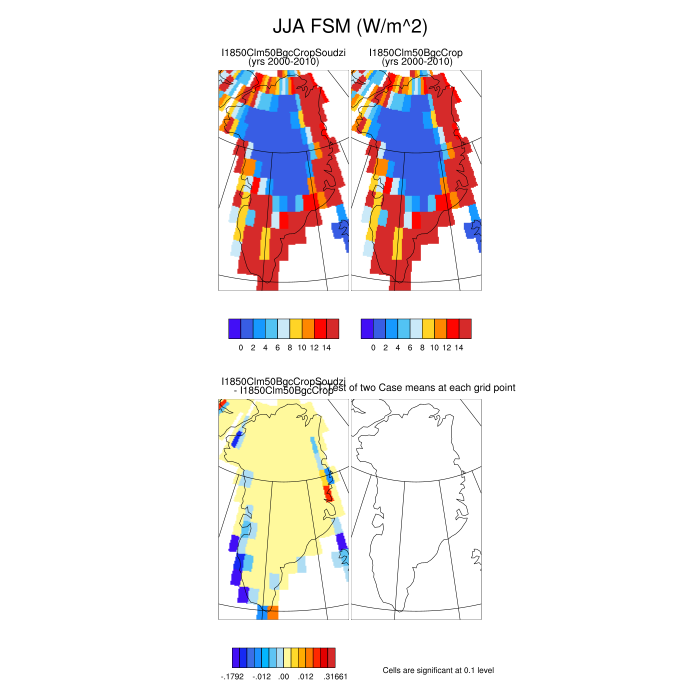 JJA FSM (W/m^2)
I1850Clm50BgcCropSoudzi
(yrs 2000-2010)
I1850Clm50BgcCrop
(yrs 2000-2010)
0 2 4 6 8 10 12 14
0 2 4 6 8 10 12 14
I1850Clm50BgcCropSoudzi
- I1850Clm50BgcCrop
Test of two Case means at each grid point
-.1792 -.012 .00 .012 .31661
Cells are significant at 0.1 level